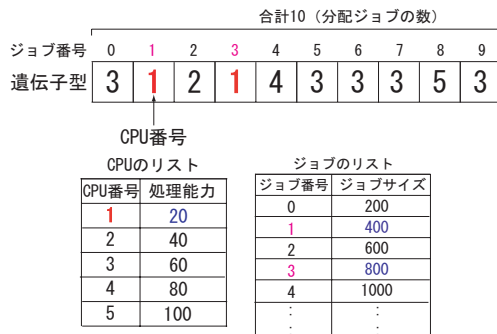 合計10（分配ジョブの数）
ジョブ番号 0 1 2 3 4 5 6 7 8 9
遺伝子型 3 1 2 1 4 3 3 3 5 3
CPU番号
CPUのリスト
CPU番号 処理能力
1 20
2 40
3 60
4 80
5 100
ジョブのリスト
ジョブ番号 ジョブサイズ
0 200
1 400
2 600
3 800
4 1000
: :